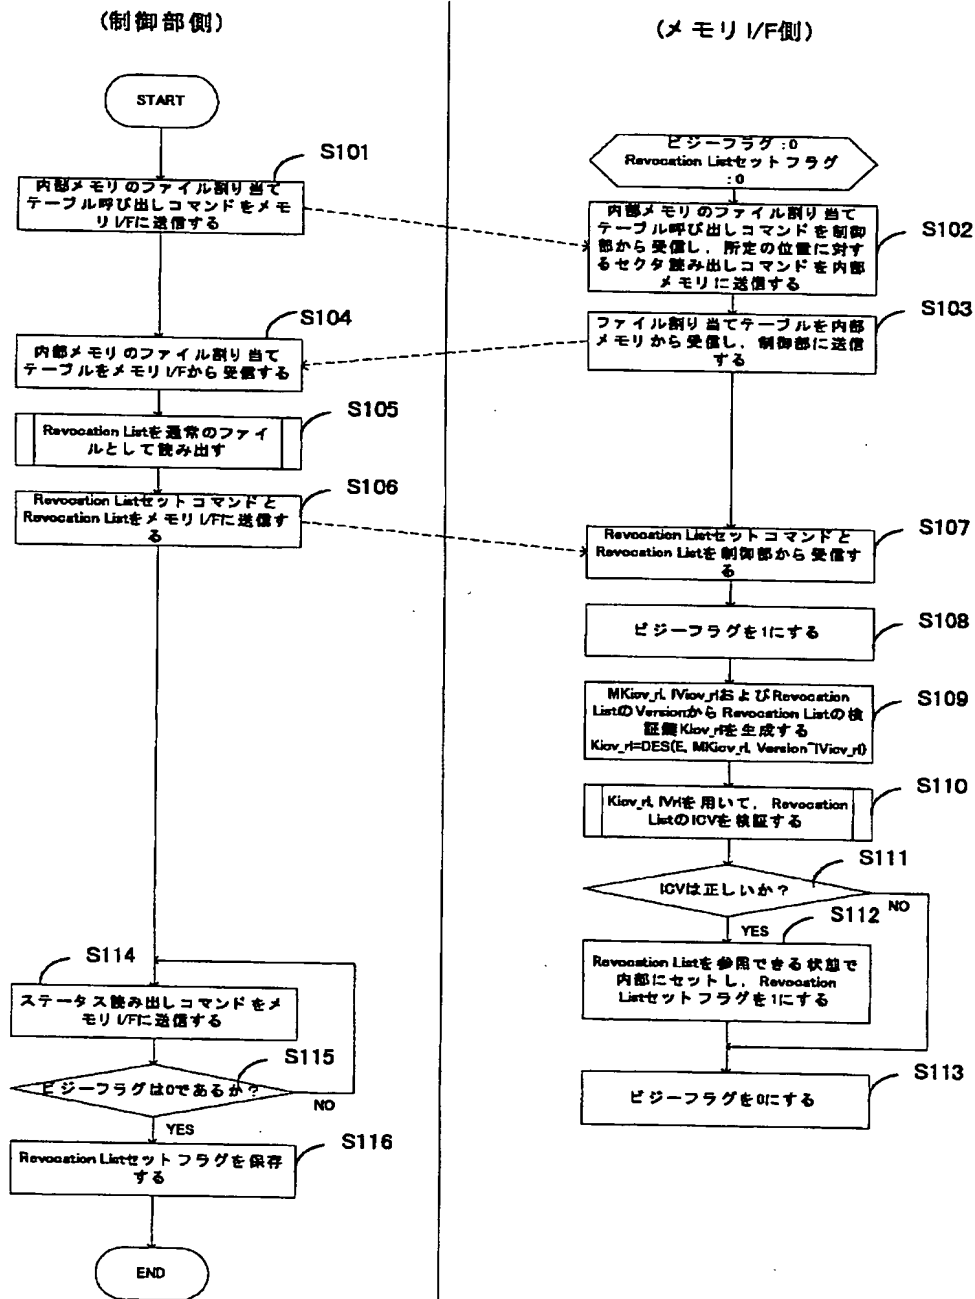 (制御部側)
START
S101
内部メモリのファイル割り当て
テーブル呼び出しコマンドをメモ
リI/Fに送信する
S104
内部メモリのファイル割り当て
テーブルをメモリI/Fから受信する
S105
Revocation Listを通常のファイ
ルとして読み出す
S106
Revocation Listセットコマンドと
Revocation ListをメモリI/Fに送信す
る
S114
ステータス読み出しコマンドをメ
モリI/Fに送信する
S115
ビジーフラグは0であるか?
NO
YES
S116
Revocation Listセットフラグを保存
する
END
(メモリI/F側)
ビジーフラグ:0
Revocation Listセットフラグ
:0
S102
内部メモリのファイル割り当て
テーブル呼び出しコマンドを制御
部から受信し、所定の位置に対す
るセクタ読み出しコマンドを内部
メモリに送信する
S103
ファイル割り当てテーブルを内部
メモリから受信し、制御部に送信
する
S107
Revocation Listセットコマンドと
Revocation Listを制御部から受信す
る
S108
ビジーフラグを1にする
S109
MKicv_rl, IVicv_rlおよびRevocation
ListのVersionからRevocation Listの検
証鍵Kicv_rlを生成する
Kicv_rl=DES(E, MKicv_rl, Version^IVicv_rl)
S110
Kicv_rl, IVrlを用いて、Revocation
ListのICVを検証する
S111
ICVは正しいか?
NO
YES
S112
Revocation Listを参照できる状態で
内部にセットし、Revocation
Listセットフラグを1にする
S113
ビジーフラグを0にする